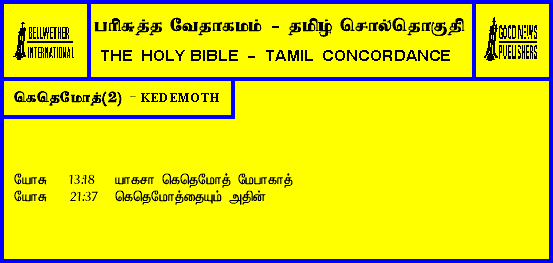 BELLWETHER
INTERNATIONAL
பரிசுத்த வேதாகமம் - தமிழ் சொல்தொகுதி
THE HOLY BIBLE - TAMIL CONCORDANCE
GOOD NEWS
PUBLISHERS
கெதெமோத்(2) - KEDEMOTH
யோசு 13:18 யாகசா கெதெமோத் மேபாகாத்
யோசு 21:37 கெதெமோத்தையும் அதின்